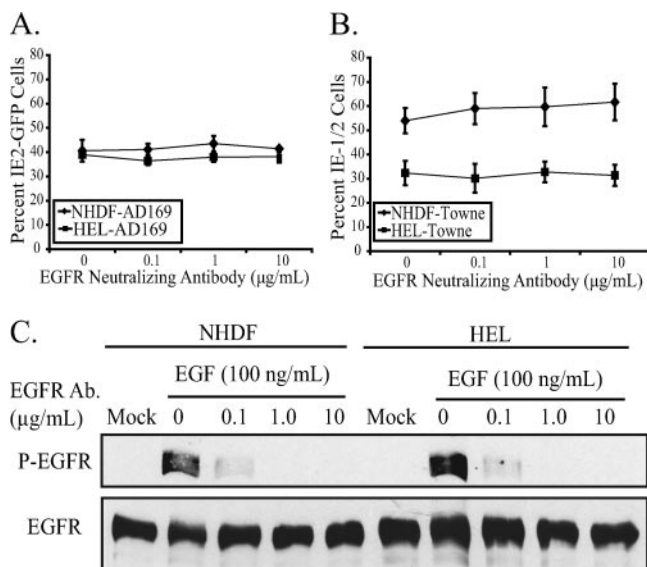 A.
Percent IE2-GFP Cells
80
70
60
50
40
30
20
10
0
NHDF-AD169
HEL-AD169
0 0.1 1 10
EGFR Neutralizing Antibody (µg/mL)
B.
Percent IE-1/2 Cells
80
70
60
50
40
30
20
10
0
NHDF-Towne
HEL-Towne
0 0.1 1 10
EGFR Neutralizing Antibody (µg/mL)
C.
NHDF HEL
EGF (100 ng/mL) EGF (100 ng/mL)
EGFR Ab.
(µg/mL) Mock 0 0.1 1.0 10 Mock 0 0.1 1.0 10
P-EGFR
EGFR